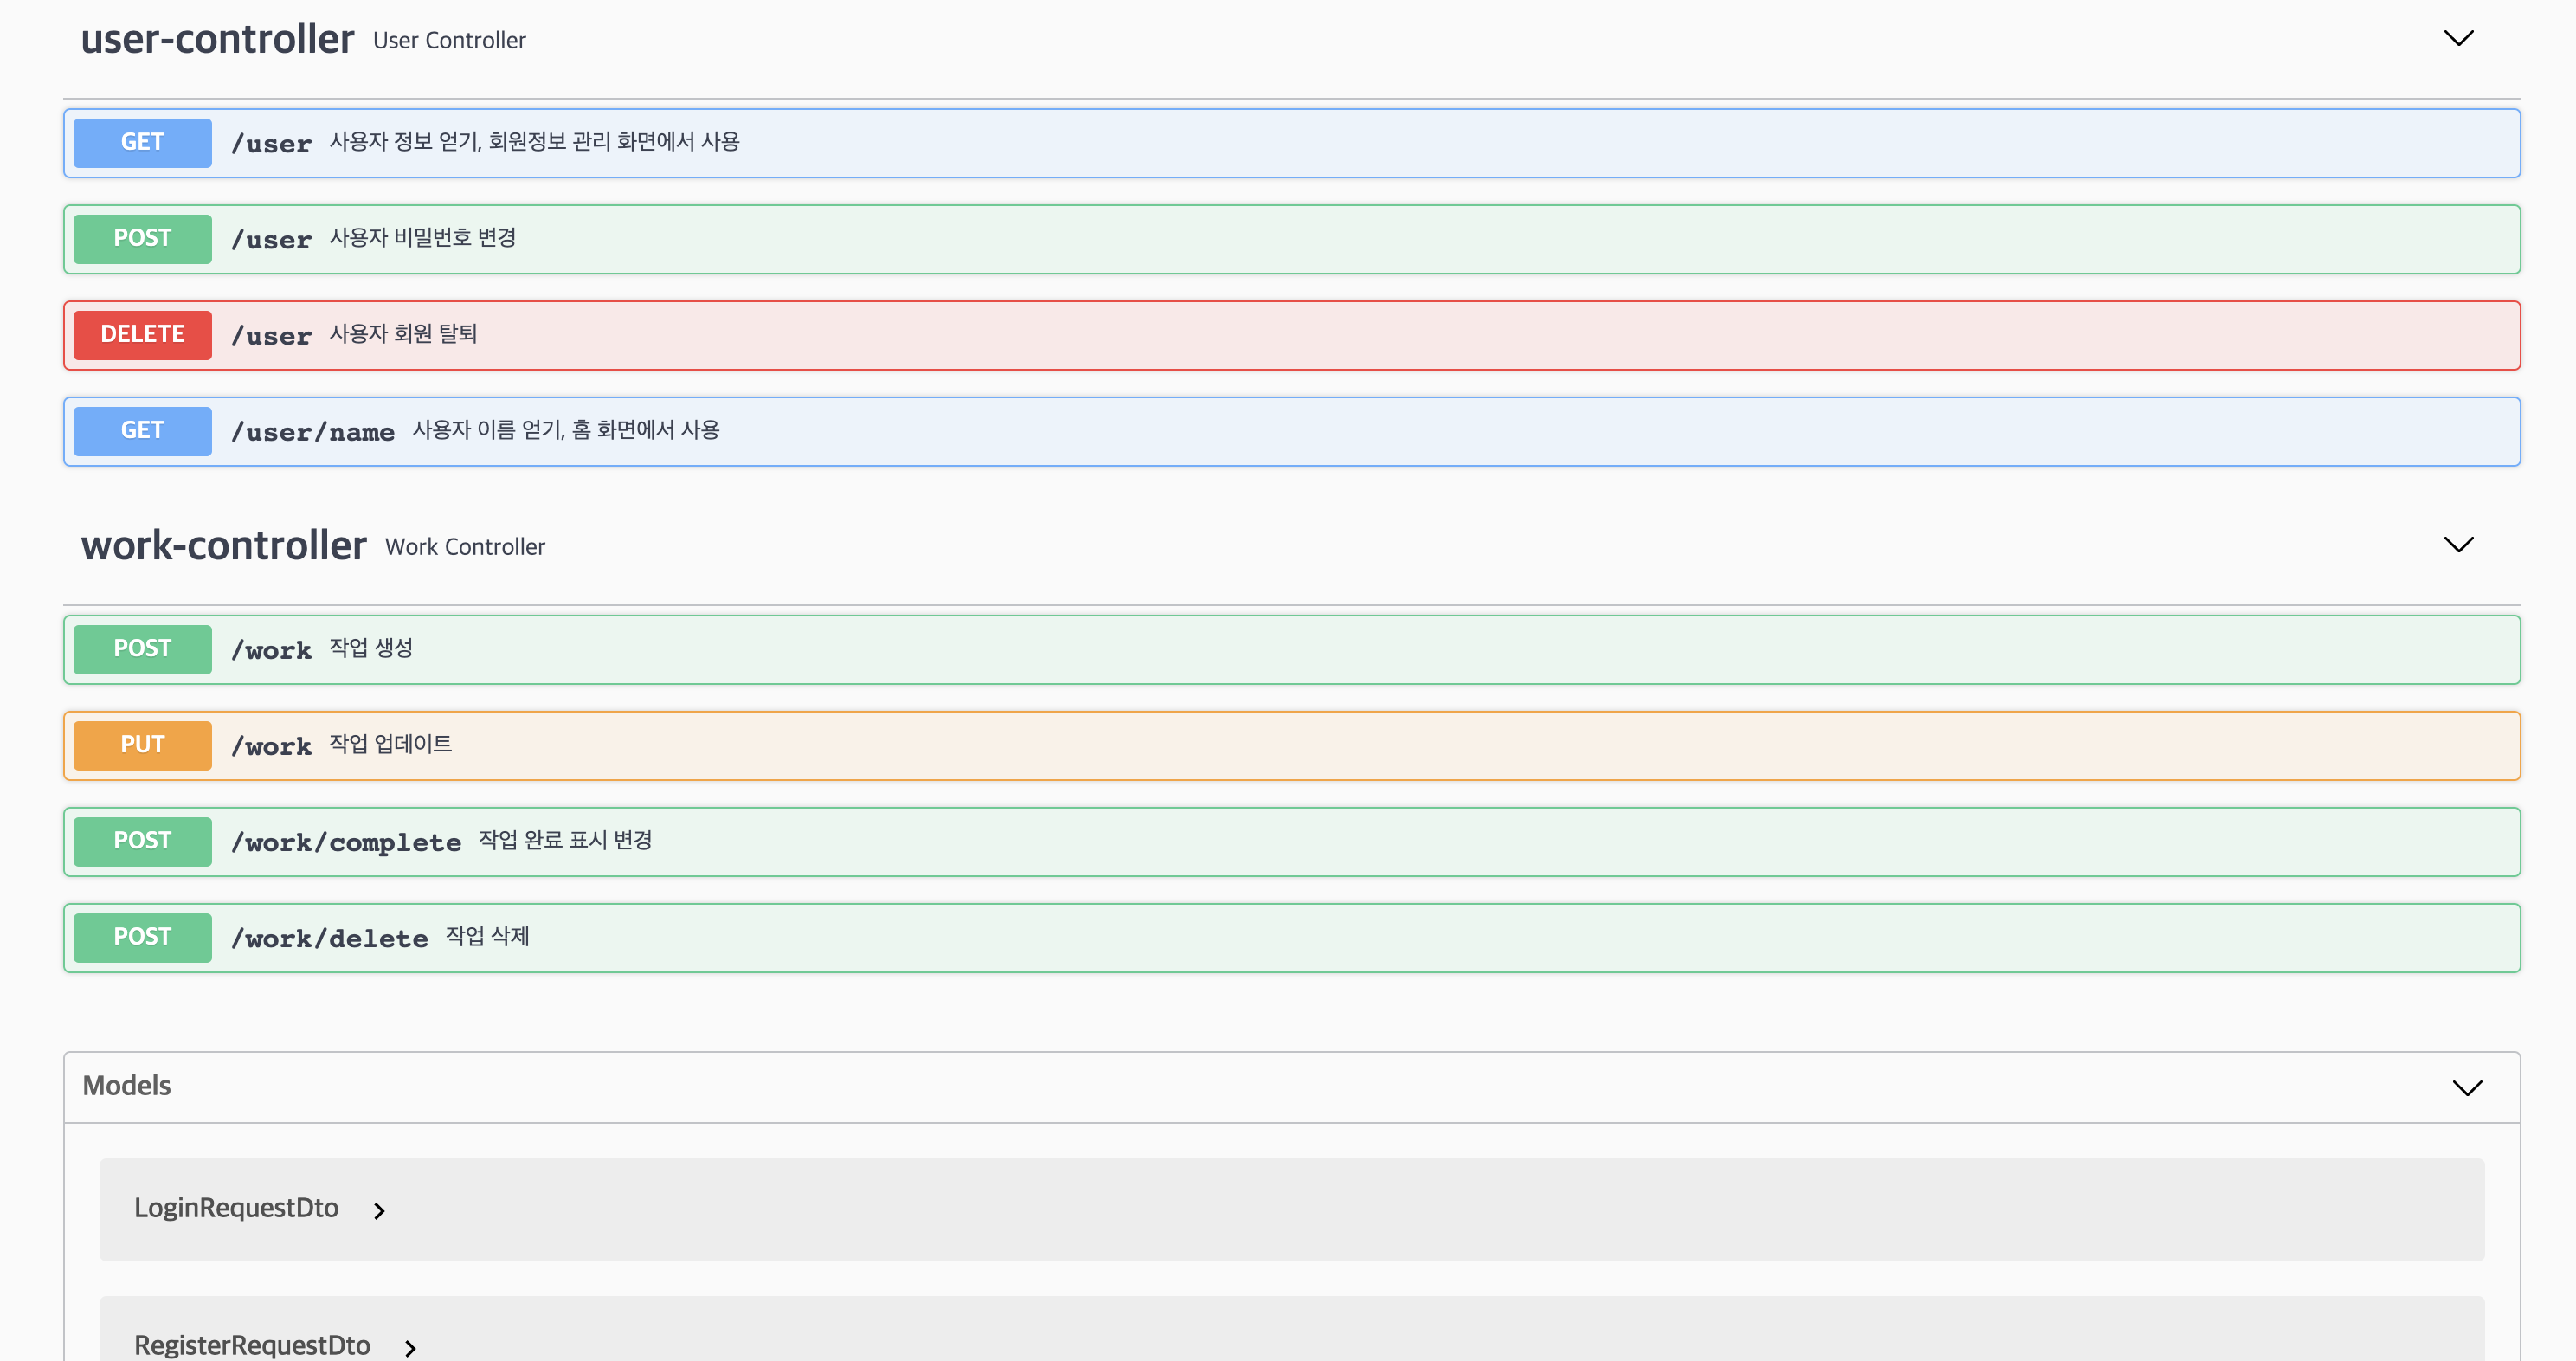 user-controller User Controller
GET /user 사용자 정보 얻기, 회원정보 관리 화면에서 사용
POST /user 사용자 비밀번호 변경
DELETE /user 사용자 회원 탈퇴
GET /user/name 사용자 이름 얻기, 홈 화면에서 사용
work-controller Work Controller
POST /work 작업 생성
PUT /work 작업 업데이트
POST /work/complete 작업 완료 표시 변경
POST /work/delete 작업 삭제
Models
LoginRequestDto
RegisterRequestDto